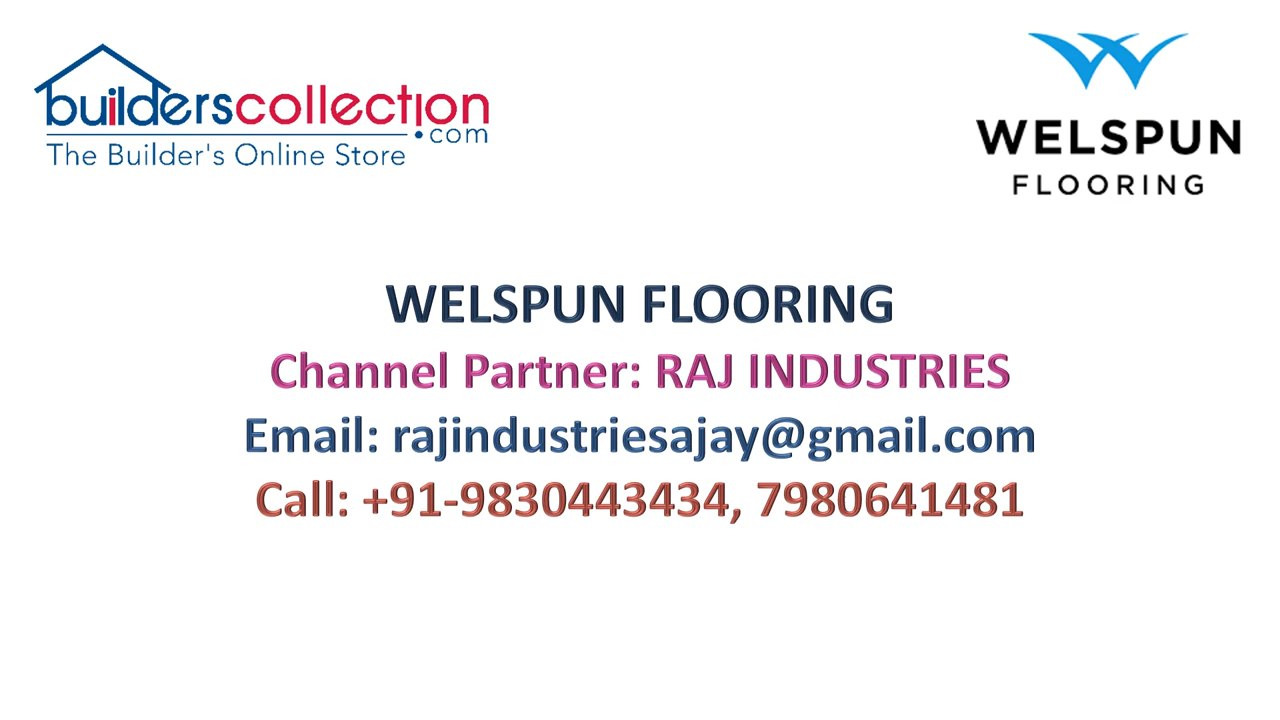 builderscollection
.com
The Builder's Online Store
WELSPUN
FLOORING
WELSPUN FLOORING
Channel Partner: RAJ INDUSTRIES
Email: rajindustriesajay@gmail.com
Call: +91-9830443434, 7980641481